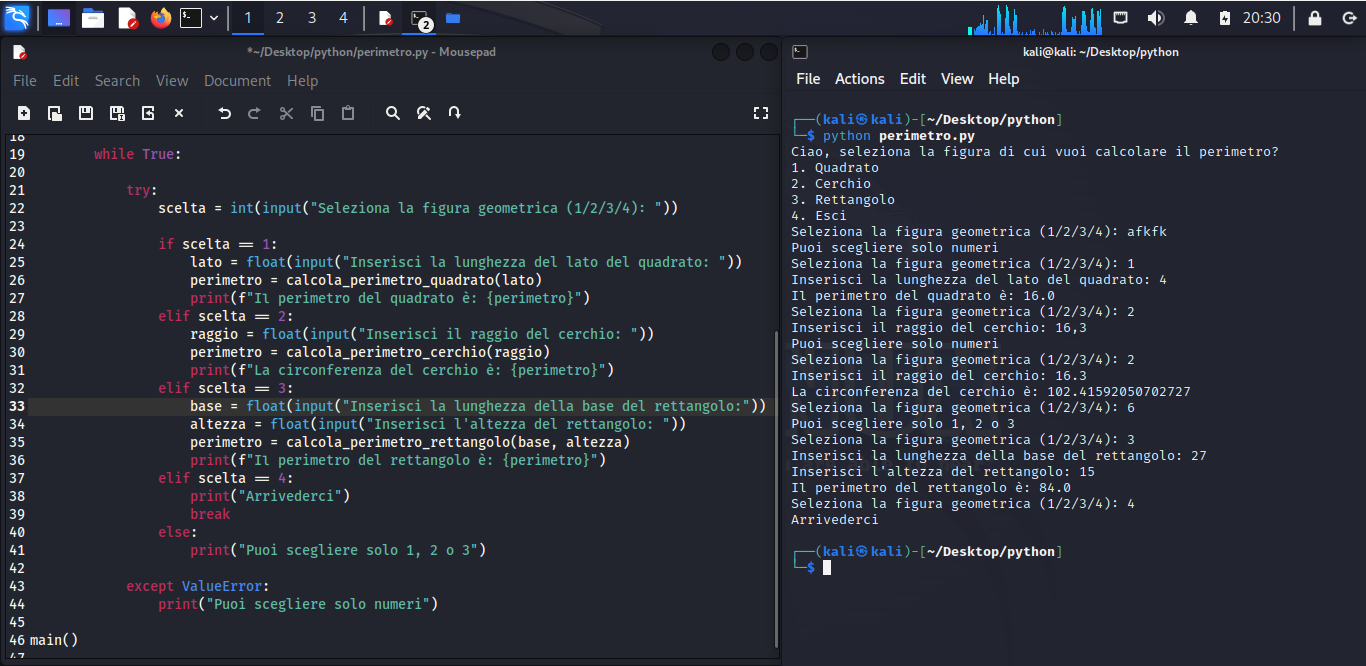 1 2 3 4
2
20:30
*~/Desktop/python/perimetro.py - Mousepad
File Edit Search View Document Help
18
19 while True:
20
21 try:
22 scelta = int(input("Seleziona la figura geometrica (1/2/3/4): "))
23
24 if scelta == 1:
25 lato = float(input("Inserisci la lunghezza del lato del quadrato: "))
26 perimetro = calcola_perimetro_quadrato(lato)
27 print(f"Il perimetro del quadrato è: {perimetro}")
28 elif scelta == 2:
29 raggio = float(input("Inserisci il raggio del cerchio: "))
30 perimetro = calcola_perimetro_cerchio(raggio)
31 print(f"La circonferenza del cerchio è: {perimetro}")
32 elif scelta == 3:
33 base = float(input("Inserisci la lunghezza della base del rettangolo:"))
34 altezza = float(input("Inserisci l'altezza del rettangolo: "))
35 perimetro = calcola_perimetro_rettangolo(base, altezza)
36 print(f"Il perimetro del rettangolo è: {perimetro}")
37 elif scelta == 4:
38 print("Arrivederci")
39 break
40 else:
41 print("Puoi scegliere solo 1, 2 o 3")
42
43 except ValueError:
44 print("Puoi scegliere solo numeri")
45
46 main()
47
kali@kali: ~/Desktop/python
File Actions Edit View Help
┌──(kali㉿kali)-[~/Desktop/python]
└─$ python perimetro.py
Ciao, seleziona la figura di cui vuoi calcolare il perimetro?
1. Quadrato
2. Cerchio
3. Rettangolo
4. Esci
Seleziona la figura geometrica (1/2/3/4): afkfk
Puoi scegliere solo numeri
Seleziona la figura geometrica (1/2/3/4): 1
Inserisci la lunghezza del lato del quadrato: 4
Il perimetro del quadrato è: 16.0
Seleziona la figura geometrica (1/2/3/4): 2
Inserisci il raggio del cerchio: 16,3
Puoi scegliere solo numeri
Seleziona la figura geometrica (1/2/3/4): 2
Inserisci il raggio del cerchio: 16.3
La circonferenza del cerchio è: 102.41592050702727
Seleziona la figura geometrica (1/2/3/4): 6
Puoi scegliere solo 1, 2 o 3
Seleziona la figura geometrica (1/2/3/4): 3
Inserisci la lunghezza della base del rettangolo: 27
Inserisci l'altezza del rettangolo: 15
Il perimetro del rettangolo è: 84.0
Seleziona la figura geometrica (1/2/3/4): 4
Arrivederci
┌──(kali㉿kali)-[~/Desktop/python]
└─$